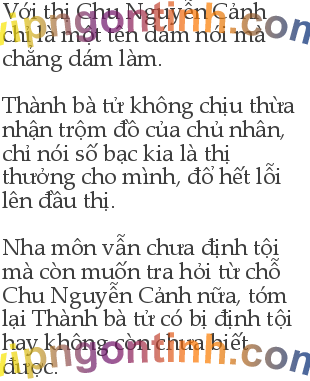 Với thị Chu Nguyễn Cảnh
chỉ là một tên dám nói mà
chẳng dám làm.
Thành bà tử không chịu thừa
nhận trộm đồ của chủ nhân,
chỉ nói số bạc kia là thị
thưởng cho mình, đổ hết lỗi
lên đầu thị.
Nha môn vẫn chưa định tội
mà còn muốn tra hỏi từ chỗ
Chu Nguyễn Cảnh nữa, tóm
lại Thành bà tử có bị định tội
hay không còn chưa biết
được.
vipngontinh.com